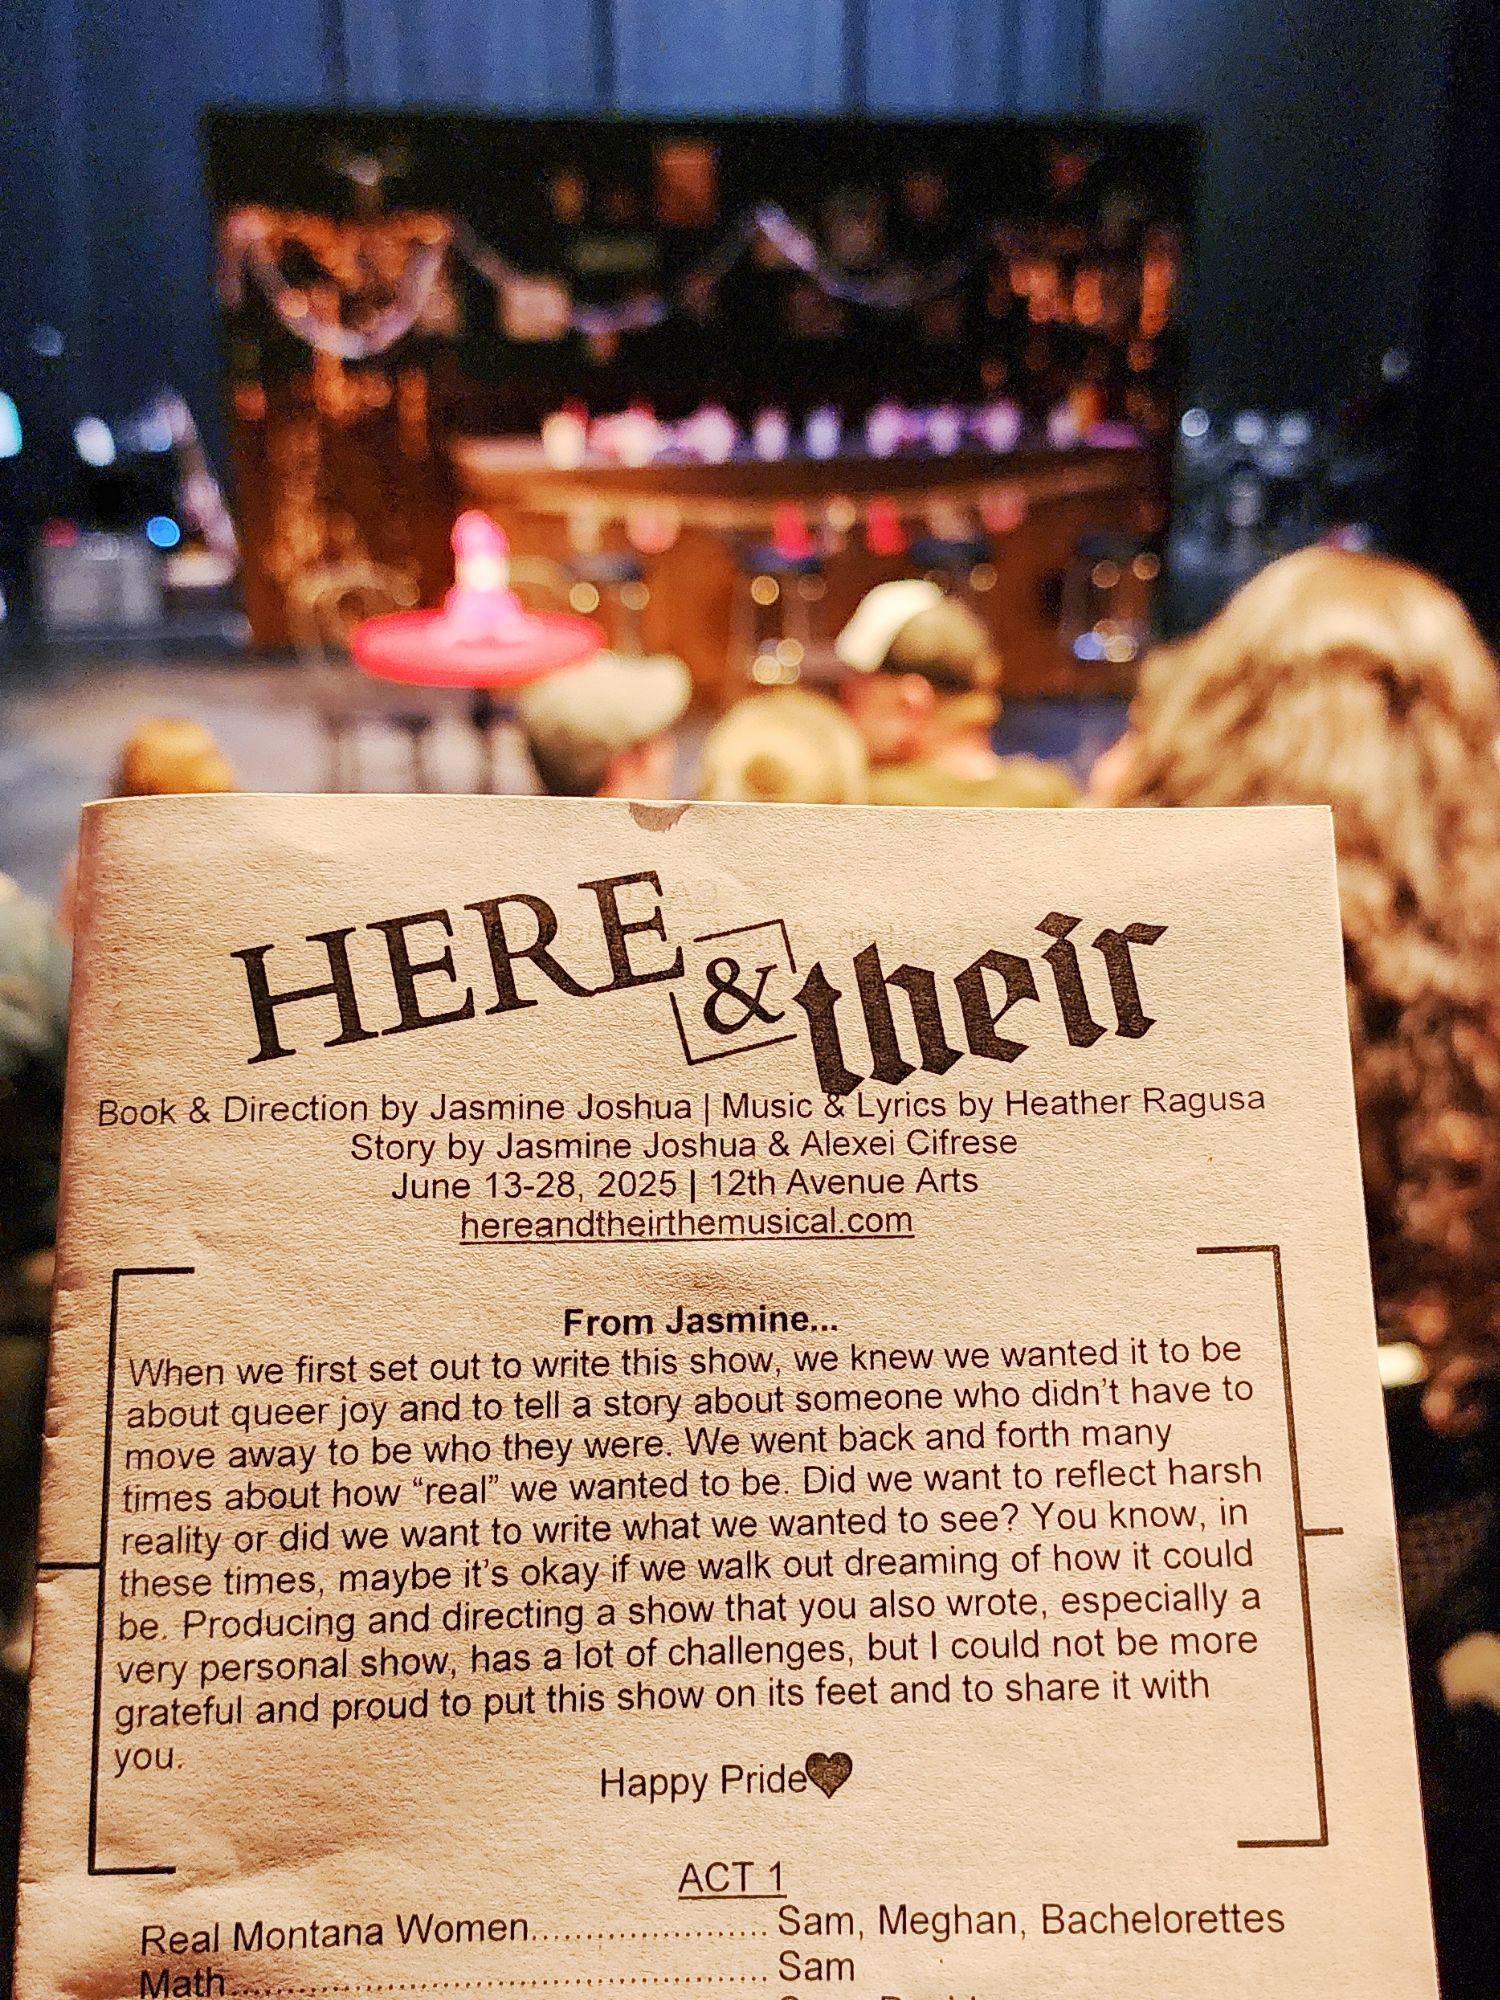 HERE & their
Book & Direction by Jasmine Joshua | Music & Lyrics by Heather Ragusa
Story by Jasmine Joshua & Alexei Cifrese
June 13-28, 2025 | 12th Avenue Arts
hereandtheirthemusical.com
From Jasmine...
When we first set out to write this show, we knew we wanted it to be
about queer joy and to tell a story about someone who didn't have to
move away to be who they were. We went back and forth many
times about how “real” we wanted to be. Did we want to reflect harsh
reality or did we want to write what we wanted to see? You know, in
these times, maybe it's okay if we walk out dreaming of how it could
be. Producing and directing a show that you also wrote, especially a
very personal show, has a lot of challenges, but I could not be more
grateful and proud to put this show on its feet and to share it with
you.
Happy Pride♥
ACT 1
Real Montana Women...................... Sam, Meghan, Bachelorettes
Math.................................................. Sam